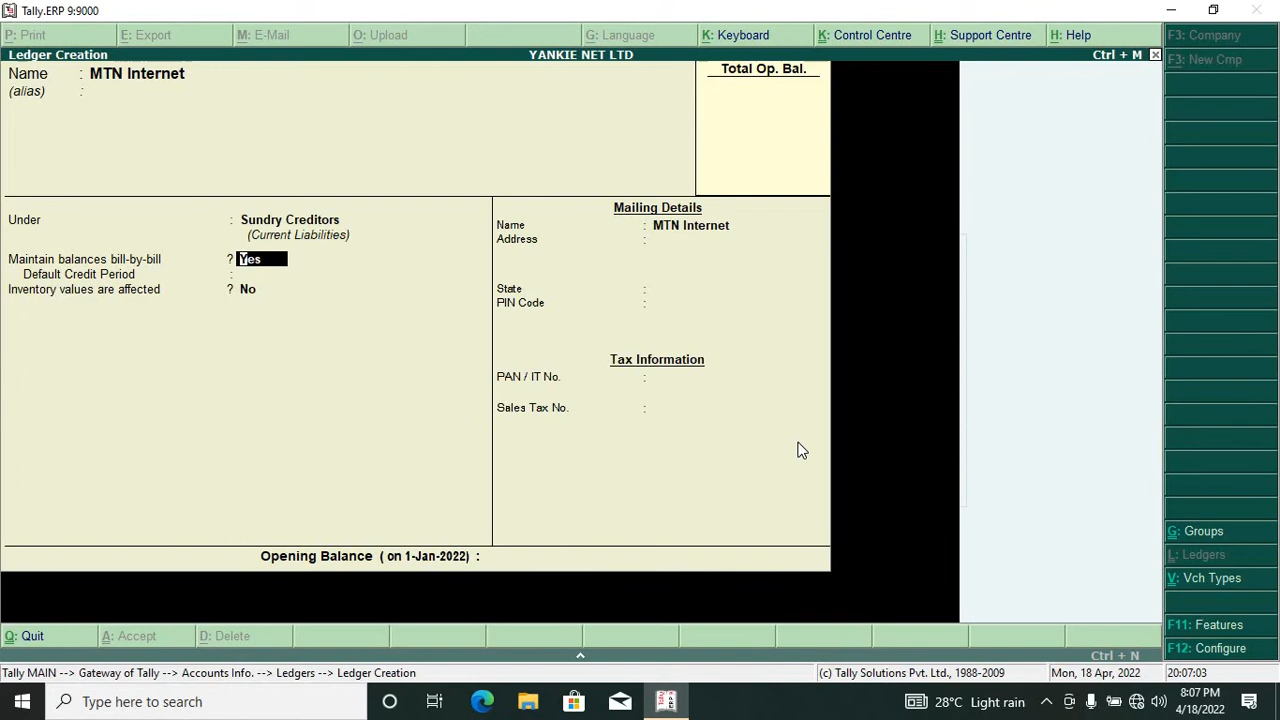 Tally.ERP 9:9000
P: Print E: Export M: E-Mail O: Upload G: Language K: Keyboard K: Control Centre H: Support Centre H: Help
F3: Company
Ledger Creation YANKIE NET LTD Ctrl + M
F3: New Cmp
Name : MTN Internet
(alias) :
Total Op. Bal.
Under : Sundry Creditors
(Current Liabilities)
Maintain balances bill-by-bill ? Yes
Default Credit Period :
Inventory values are affected ? No
Mailing Details
Name : MTN Internet
Address :
State :
PIN Code :
Tax Information
PAN / IT No. :
Sales Tax No. :
Opening Balance ( on 1-Jan-2022) :
G: Groups
L: Ledgers
V: Vch Types
F11: Features
F12: Configure
Q: Quit A: Accept D: Delete
Ctrl + N
Tally MAIN --> Gateway of Tally --> Accounts Info. --> Ledgers --> Ledger Creation (c) Tally Solutions Pvt. Ltd., 1988-2009 Mon, 18 Apr, 2022 20:07:03
Type here to search
28°C Light rain
8:07 PM
4/18/2022